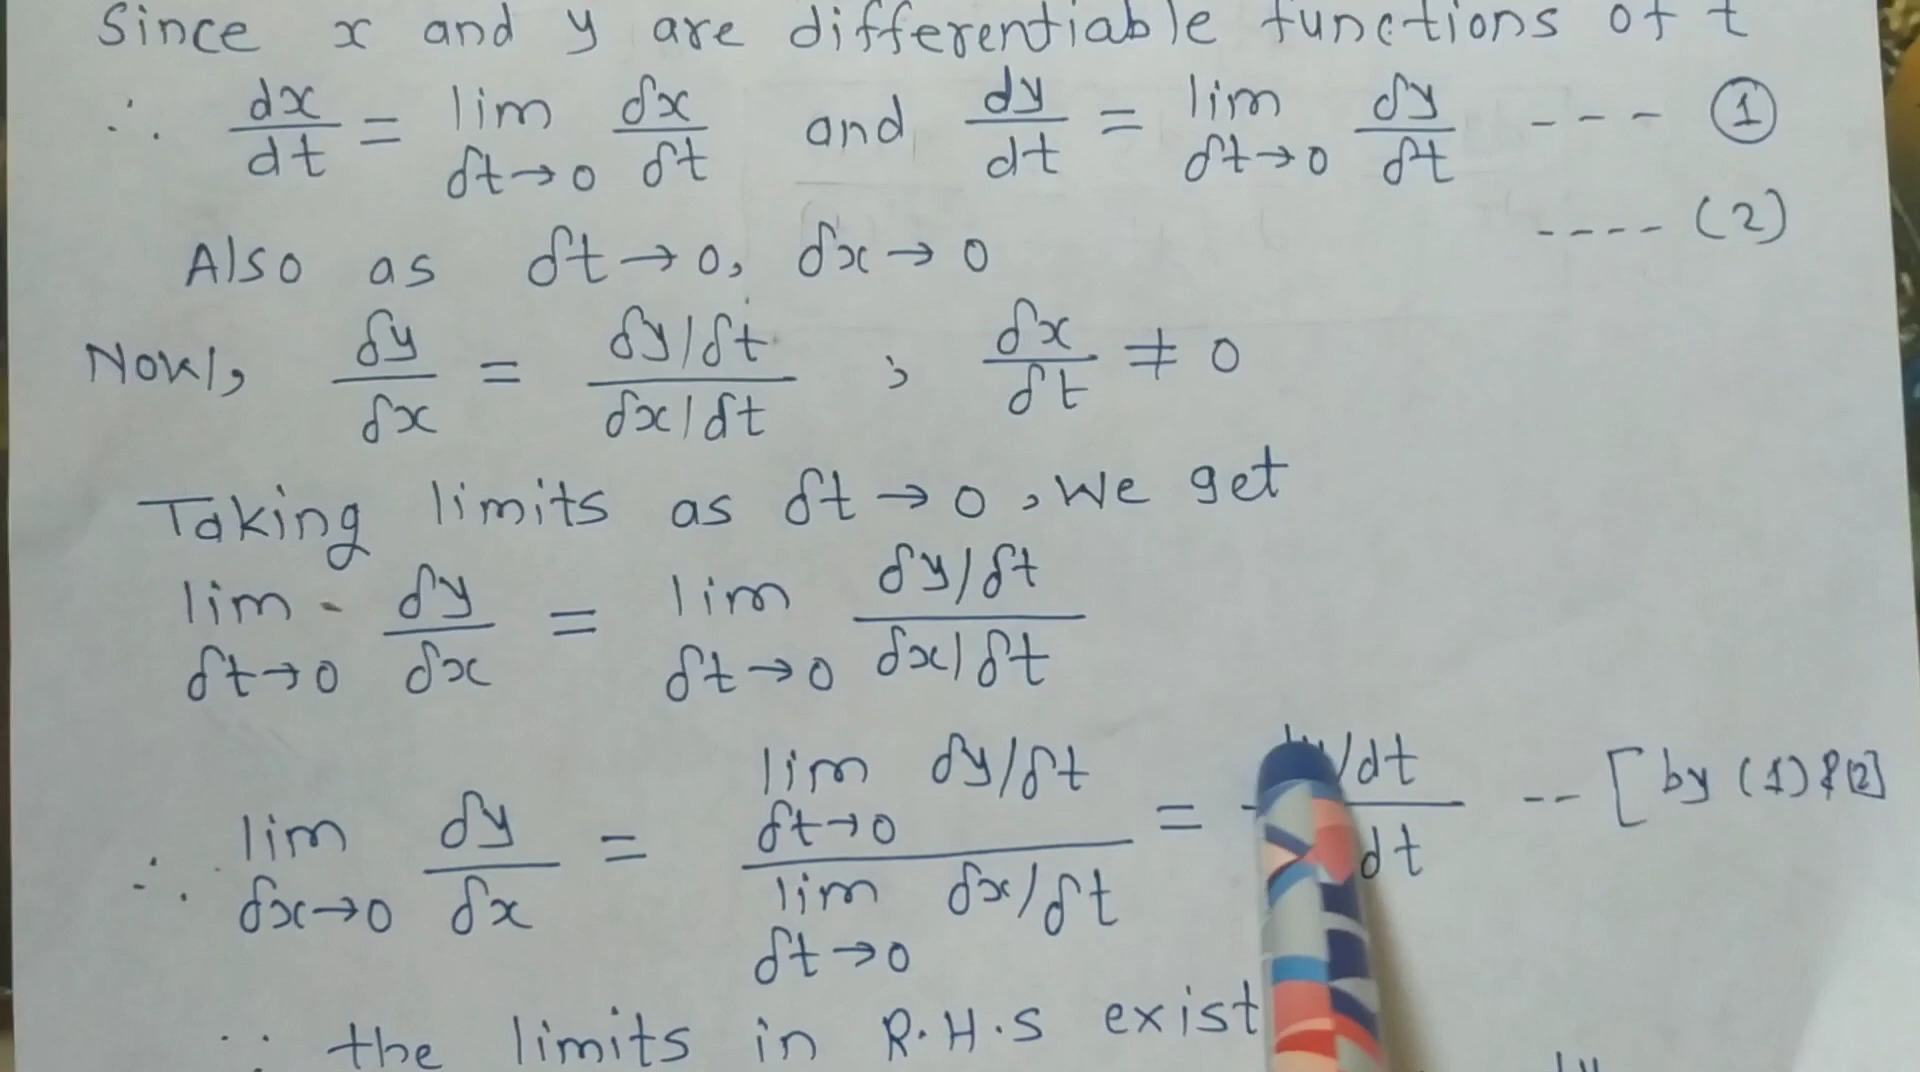 Since x and y are differentiable functions of t
∴ dx/dt = lim δt→0 δx/δt and dy/dt = lim δt→0 δy/δt --- ①
Also as δt→0, δx→0 ---- (2)
Now, δy/δx = (δy/δt)/(δx/δt) ; δx/δt ≠ 0
Taking limits as δt→0, We get
lim δt→0 δy/δx = lim δt→0 (δy/δt)/(δx/δt)
∴ lim δx→0 δy/δx = (lim δt→0 δy/δt)/(lim δt→0 δx/δt) = /dt / dt -- [by (1) & (2)]
∵ the limits in R.H.S exist